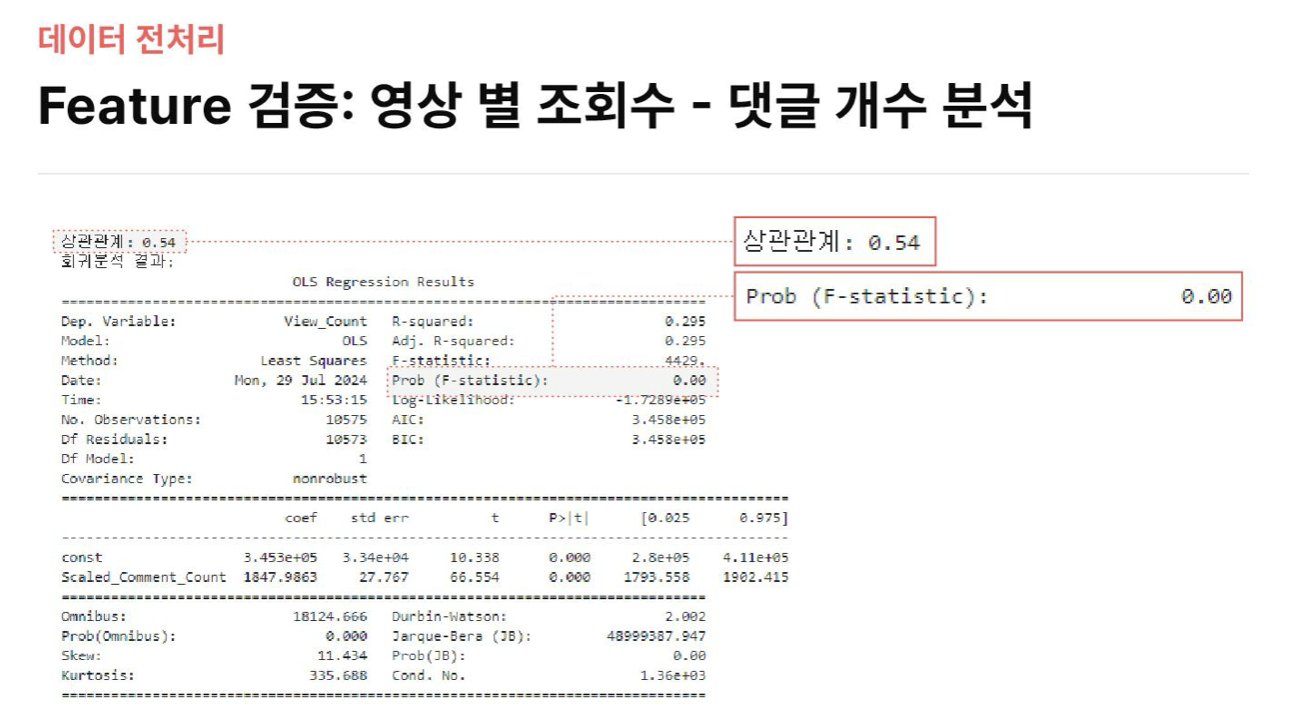 데이터 전처리
Feature 검증: 영상 별 조회수 - 댓글 개수 분석
상관관계: 0.54
상관관계: 0.54
회귀분석 결과:
Prob (F-statistic): 0.00
OLS Regression Results
==============================================================================
Dep. Variable: View_Count R-squared: 0.295
Model: OLS Adj. R-squared: 0.295
Method: Least Squares F-statistic: 4429.
Date: Mon, 29 Jul 2024 Prob (F-statistic): 0.00
Time: 15:53:15 Log-Likelihood: -1.7289e+05
No. Observations: 10575 AIC: 3.458e+05
Df Residuals: 10573 BIC: 3.458e+05
Df Model: 1
Covariance Type: nonrobust
========================================================================================
coef std err t P>|t| [0.025 0.975]
----------------------------------------------------------------------------------------
const 3.453e+05 3.34e+04 10.338 0.000 2.8e+05 4.11e+05
Scaled_Comment_Count 1847.9863 27.767 66.554 0.000 1793.558 1902.415
==============================================================================
Omnibus: 18124.666 Durbin-Watson: 2.002
Prob(Omnibus): 0.000 Jarque-Bera (JB): 48999387.947
Skew: 11.434 Prob(JB): 0.00
Kurtosis: 335.688 Cond. No. 1.36e+03
==============================================================================